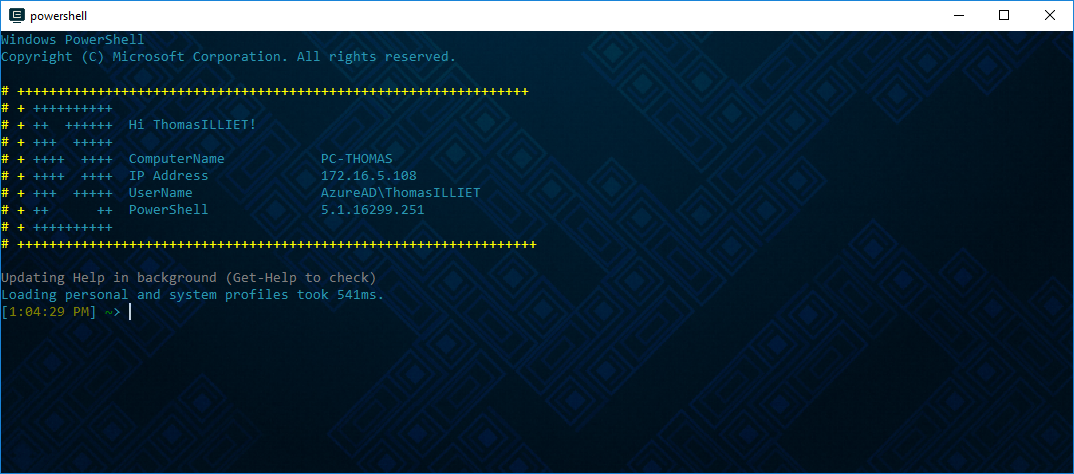 powershell
Windows PowerShell
Copyright (C) Microsoft Corporation. All rights reserved.
# ++++++++++++++++++++++++++++++++++++++++++++++++++++++++++++++++
# + ++++++++++
# + ++  ++++++  Hi ThomasILLIET!
# + +++  +++++
# + ++++  ++++  ComputerName            PC-THOMAS
# + ++++  ++++  IP Address              172.16.5.108
# + +++  +++++  UserName                AzureAD\ThomasILLIET
# + ++      ++  PowerShell              5.1.16299.251
# + ++++++++++
# +++++++++++++++++++++++++++++++++++++++++++++++++++++++++++++++++
Updating Help in background (Get-Help to check)
Loading personal and system profiles took 541ms.
[1:04:29 PM] ~>